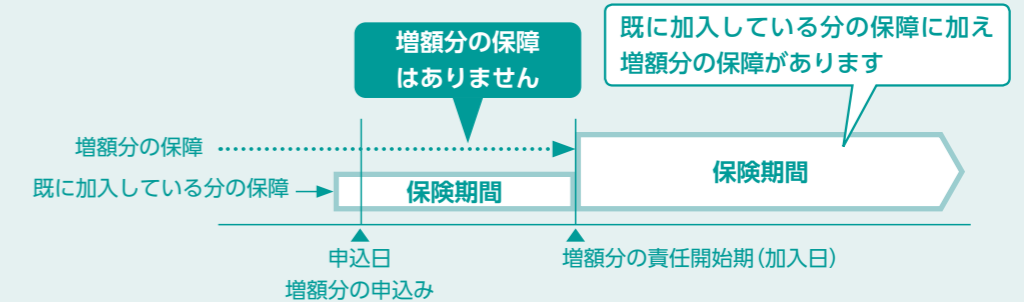 増額分の保障
はありません
既に加入している分の保障に加え
増額分の保障があります
増額分の保障
既に加入している分の保障
保険期間
保険期間
申込日
増額分の申込み
増額分の責任開始期(加入日)